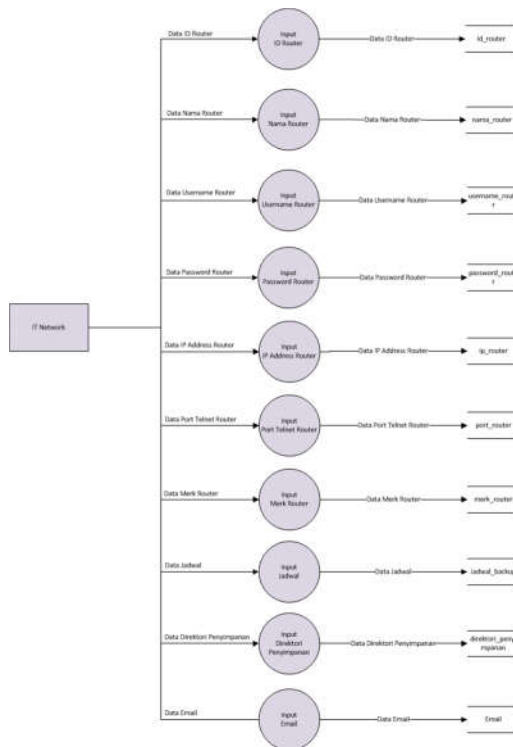 Data ID Router
Input
ID Router
Data ID Router
id_router
Data Nama Router
Input
Nama Router
Data Nama Router
nama_router
Data Username Router
Input
Username Router
Data Username Router
username_route
r
Data Password Router
Input
Password Router
Data Password Router
password_route
r
IT Network
Data IP Address Router
Input
IP Address Router
Data IP Address Router
ip_router
Data Port Telnet Router
Input
Port Telnet Router
Data Port Telnet Router
port_router
Data Merk Router
Input
Merk Router
Data Merk Router
merk_router
Data Jadwal
Input
Jadwal
Data Jadwal
jadwal_backup
Data Direktori Penyimpanan
Input
Direktori
Penyimpanan
Data Direktori Penyimpanan
direktori_peny
impanan
Data Email
Input
Email
Data Email
Email